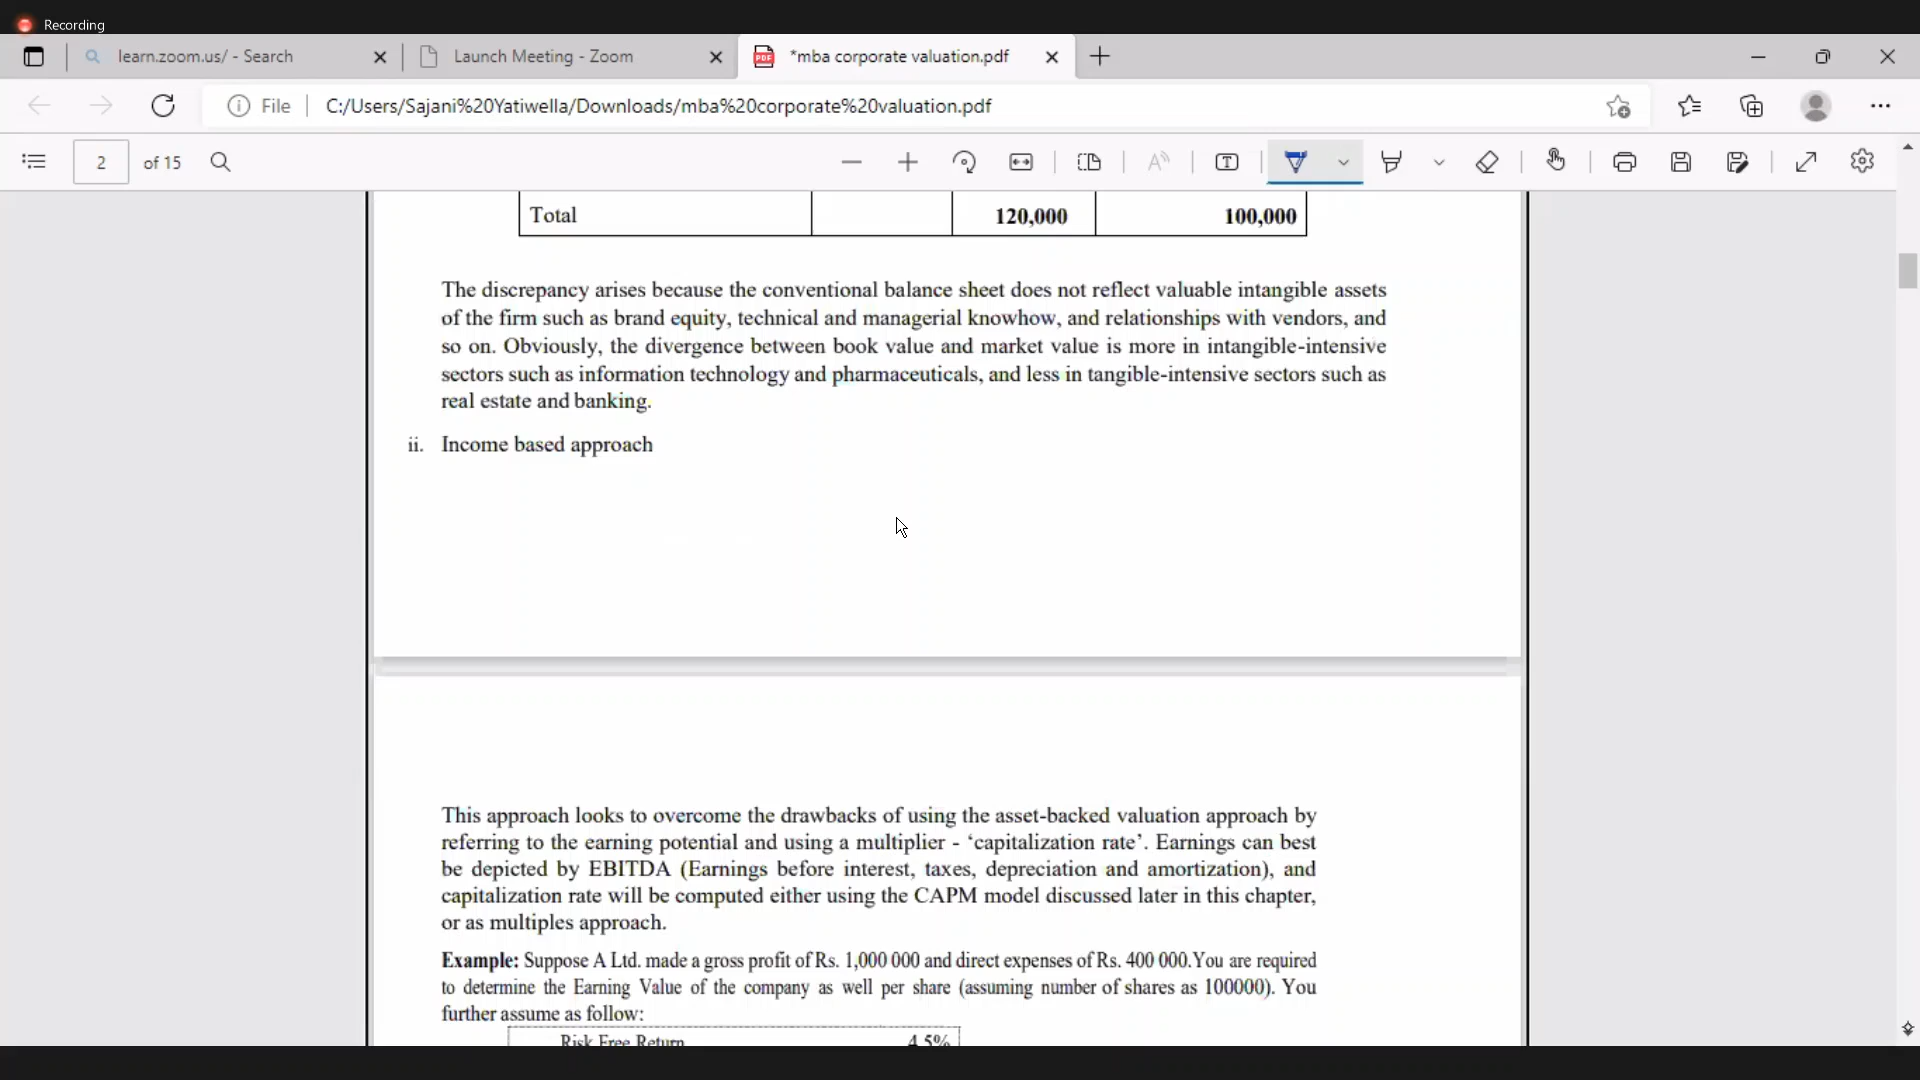 Recording
learn.zoom.us/ - Search
Launch Meeting - Zoom
*mba corporate valuation.pdf
File
C:/Users/Sajani%20Yatiwella/Downloads/mba%20corporate%20valuation.pdf
2 of 15
Total 120,000 100,000
The discrepancy arises because the conventional balance sheet does not reflect valuable intangible assets
of the firm such as brand equity, technical and managerial knowhow, and relationships with vendors, and
so on. Obviously, the divergence between book value and market value is more in intangible-intensive
sectors such as information technology and pharmaceuticals, and less in tangible-intensive sectors such as
real estate and banking.
ii. Income based approach
This approach looks to overcome the drawbacks of using the asset-backed valuation approach by
referring to the earning potential and using a multiplier - ‘capitalization rate’. Earnings can best
be depicted by EBITDA (Earnings before interest, taxes, depreciation and amortization), and
capitalization rate will be computed either using the CAPM model discussed later in this chapter,
or as multiples approach.
Example: Suppose A Ltd. made a gross profit of Rs. 1,000 000 and direct expenses of Rs. 400 000.You are required
to determine the Earning Value of the company as well per share (assuming number of shares as 100000). You
further assume as follow:
Risk Free Return 4.5%